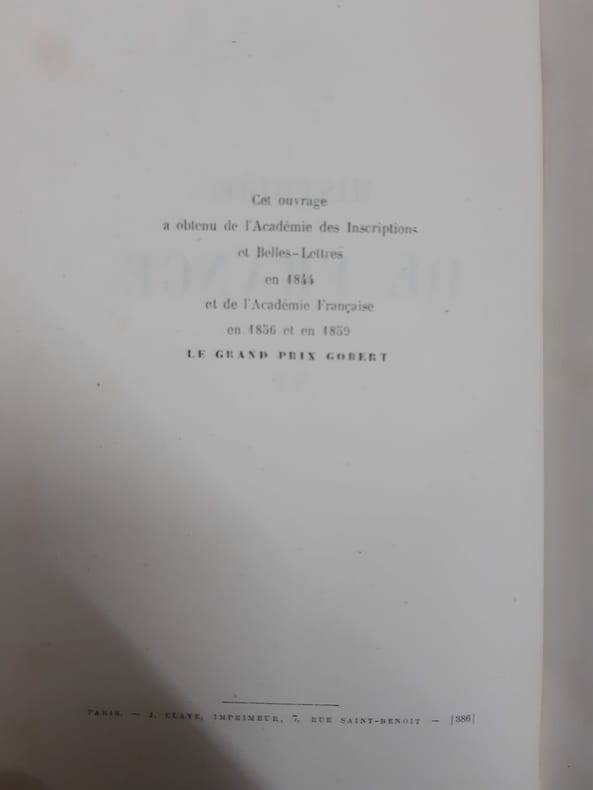 Cet ouvrage
a obtenu de l'Académie des Inscriptions
et Belles-Lettres
en 1844
et de l'Académie Française
en 1856 et en 1859
LE GRAND PRIX GOBERT
PARIS. — J. CLAYE, IMPRIMEUR, 7, RUE SAINT-BENOIT — [386]